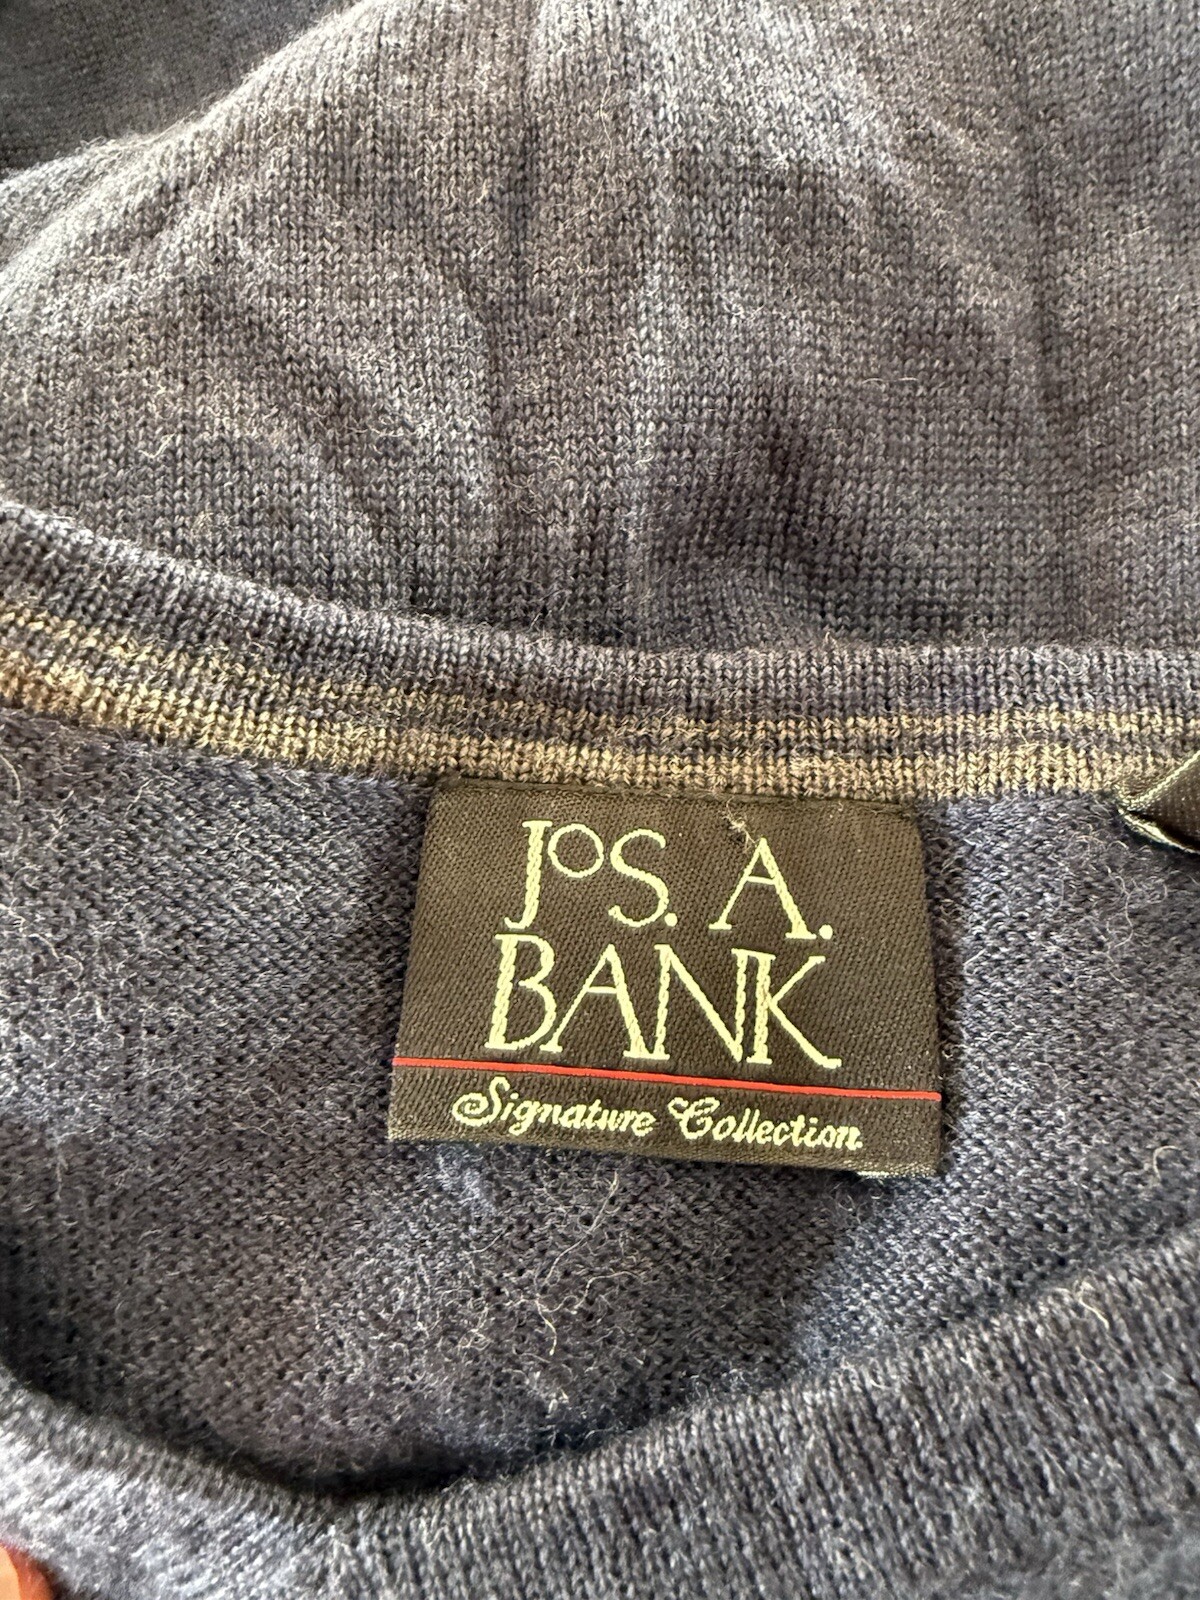 JOS. A.
BANK
Signature Collection